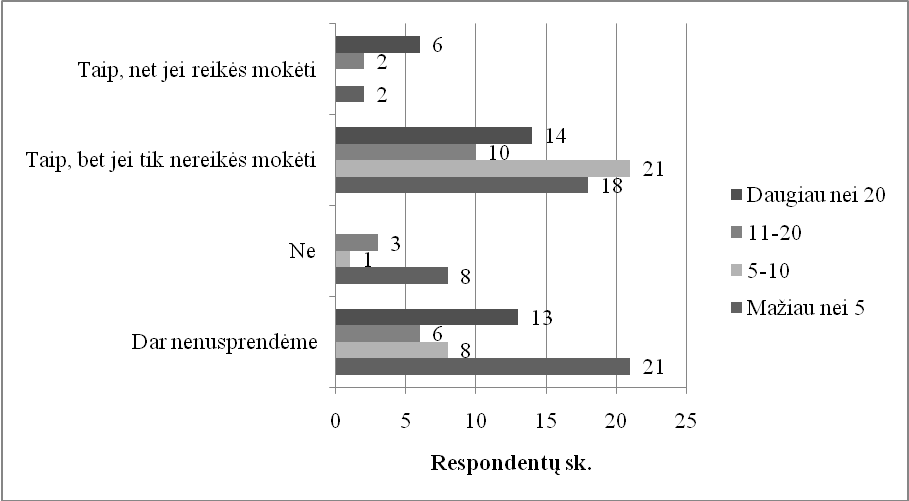 Taip, net jei reikės mokėti
6
2
2
Taip, bet jei tik nereikės mokėti
14
10
21
18
Ne
3
1
8
Dar nenusprendėme
13
6
8
21
0 5 10 15 20 25
Respondentų sk.
Daugiau nei 20
11-20
5-10
Mažiau nei 5